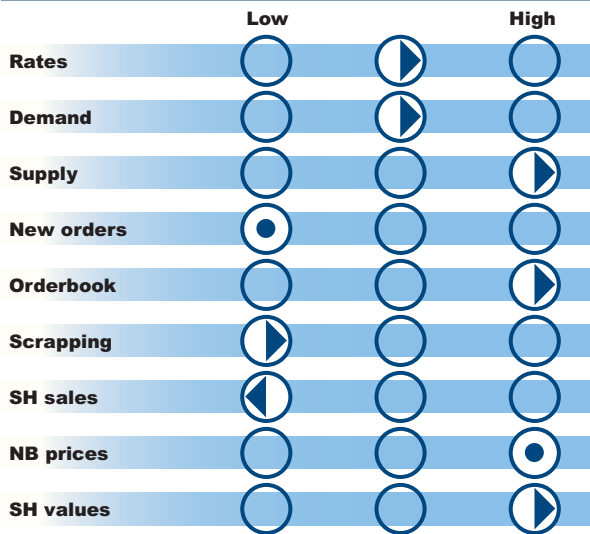 Low High
Rates
Demand
Supply
New orders
Orderbook
Scrapping
SH sales
NB prices
SH values